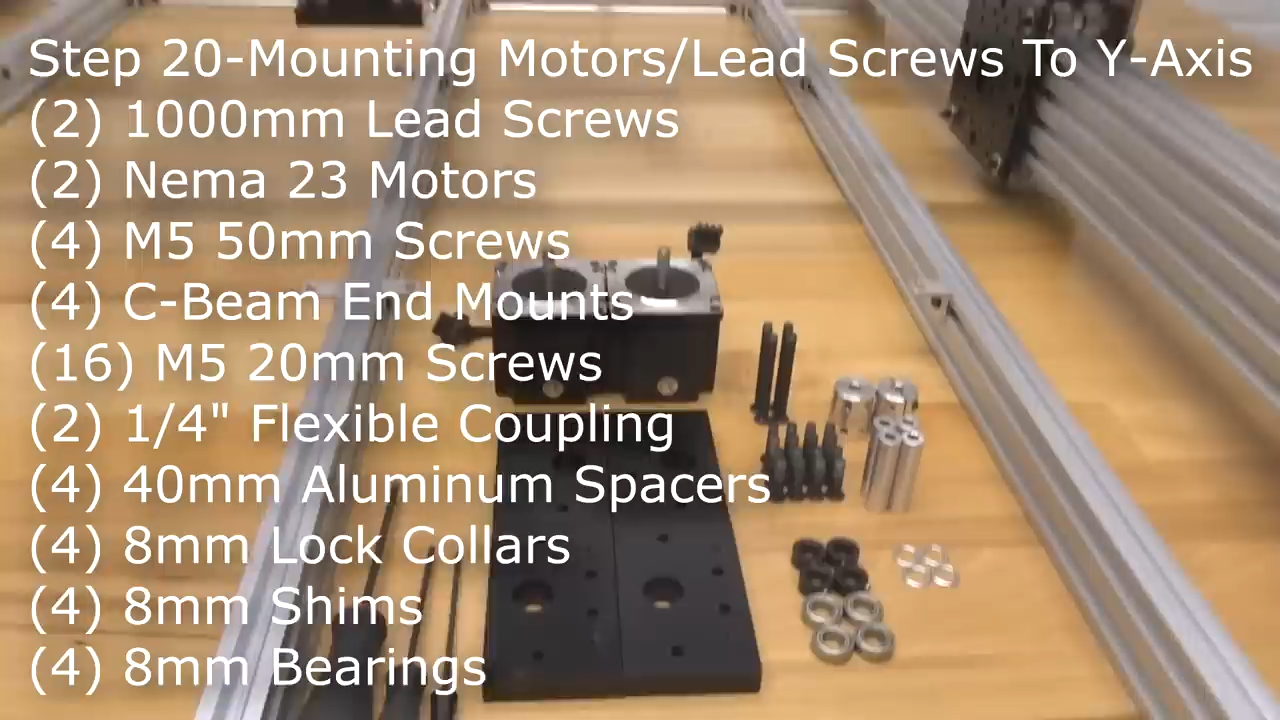 Step 20-Mounting Motors/Lead Screws To Y-Axis
(2) 1000mm Lead Screws
(2) Nema 23 Motors
(4) M5 50mm Screws
(4) C-Beam End Mounts
(16) M5 20mm Screws
(2) 1/4" Flexible Coupling
(4) 40mm Aluminum Spacers
(4) 8mm Lock Collars
(4) 8mm Shims
(4) 8mm Bearings